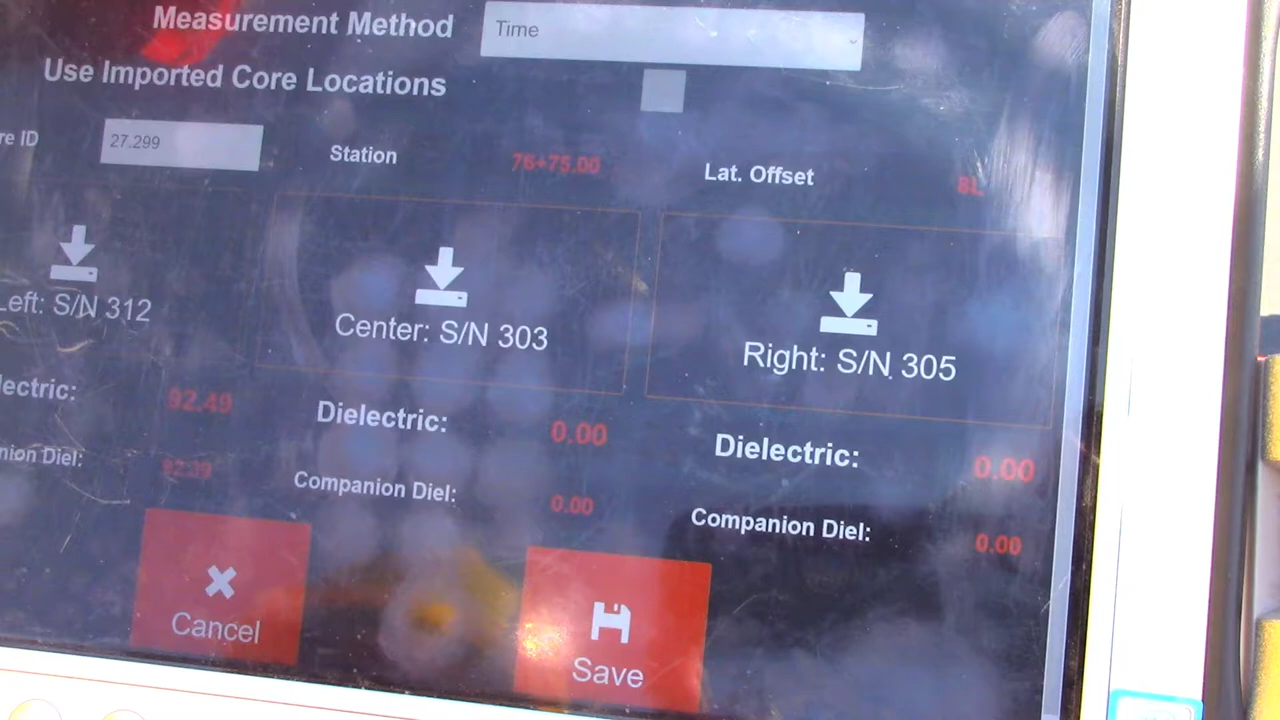 Measurement Method Time
Use Imported Core Locations
re ID 27.299 Station 76+75.00 Lat. Offset 8L
Left: S/N 312 Center: S/N 303 Right: S/N 305
lectric: 92.49 Dielectric: 0.00 Dielectric: 0.00
nion Diel: Companion Diel: 0.00 Companion Diel: 0.00
Cancel Save